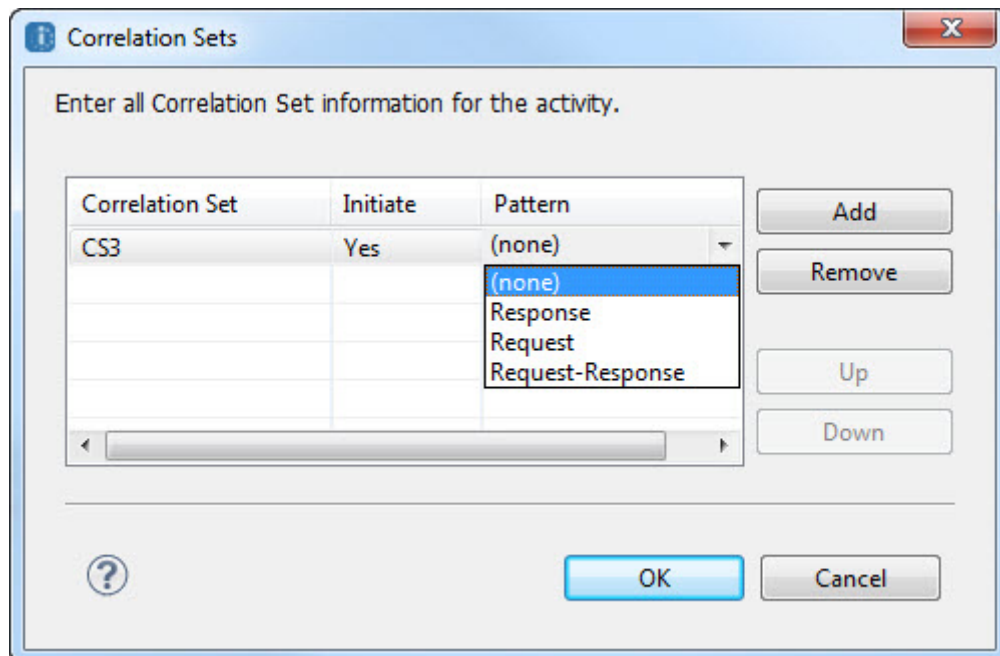 Correlation Sets
Enter all Correlation Set information for the activity.
Correlation Set Initiate Pattern
CS3 Yes (none)
(none)
Response
Request
Request-Response
Add
Remove
Up
Down
OK Cancel